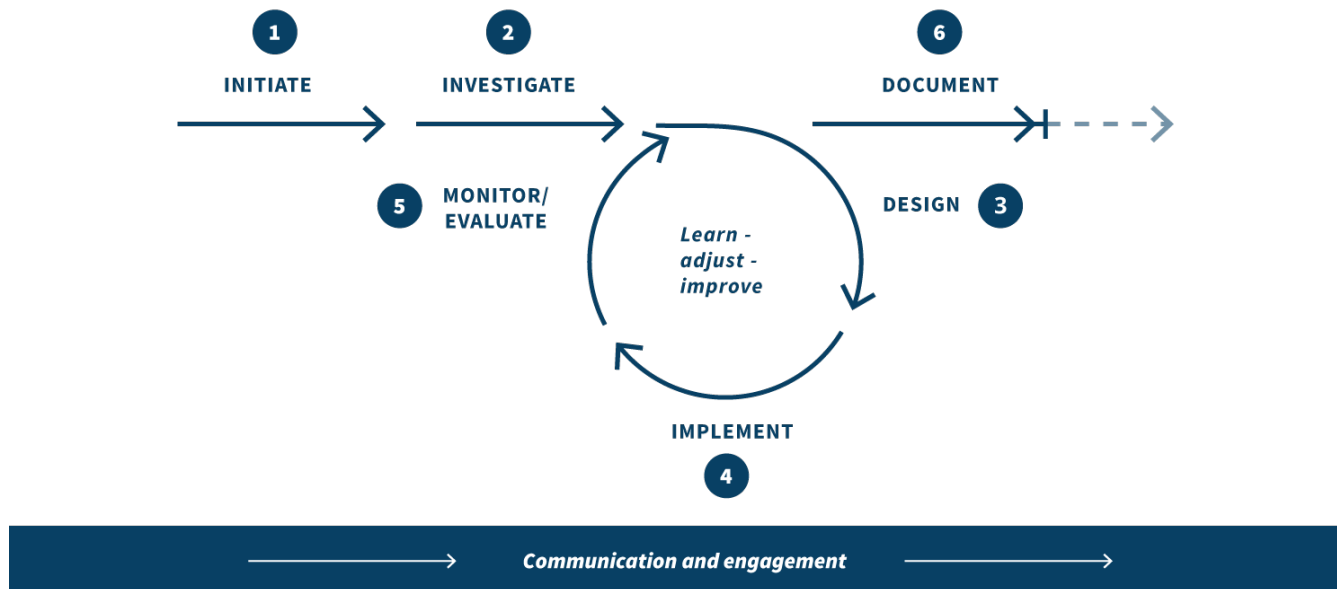 1
INITIATE
2
INVESTIGATE
6
DOCUMENT
5
MONITOR/
EVALUATE
DESIGN 3
Learn -
adjust -
improve
IMPLEMENT
4
Communication and engagement